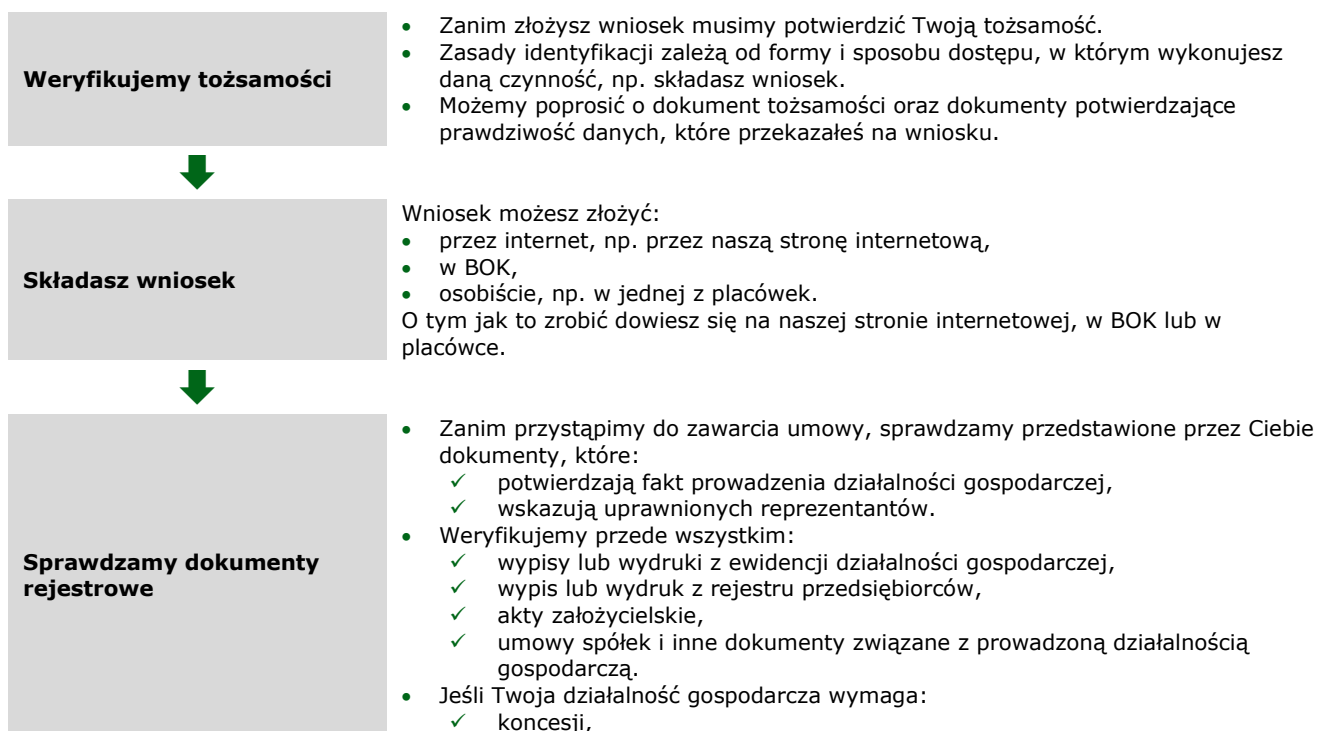 Weryfikujemy tożsamości
• Zanim złożysz wniosek musimy potwierdzić Twoją tożsamość.
• Zasady identyfikacji zależą od formy i sposobu dostępu, w którym wykonujesz
daną czynność, np. składasz wniosek.
• Możemy poprosić o dokument tożsamości oraz dokumenty potwierdzające
prawdziwość danych, które przekazałeś na wniosku.
Składasz wniosek
Wniosek możesz złożyć:
• przez internet, np. przez naszą stronę internetową,
• w BOK,
• osobiście, np. w jednej z placówek.
O tym jak to zrobić dowiesz się na naszej stronie internetowej, w BOK lub w
placówce.
Sprawdzamy dokumenty
rejestrowe
• Zanim przystąpimy do zawarcia umowy, sprawdzamy przedstawione przez Ciebie
dokumenty, które:
✓ potwierdzają fakt prowadzenia działalności gospodarczej,
✓ wskazują uprawnionych reprezentantów.
• Weryfikujemy przede wszystkim:
✓ wypisy lub wydruki z ewidencji działalności gospodarczej,
✓ wypis lub wydruk z rejestru przedsiębiorców,
✓ akty założycielskie,
✓ umowy spółek i inne dokumenty związane z prowadzoną działalnością
gospodarczą.
• Jeśli Twoja działalność gospodarcza wymaga:
✓ koncesji,